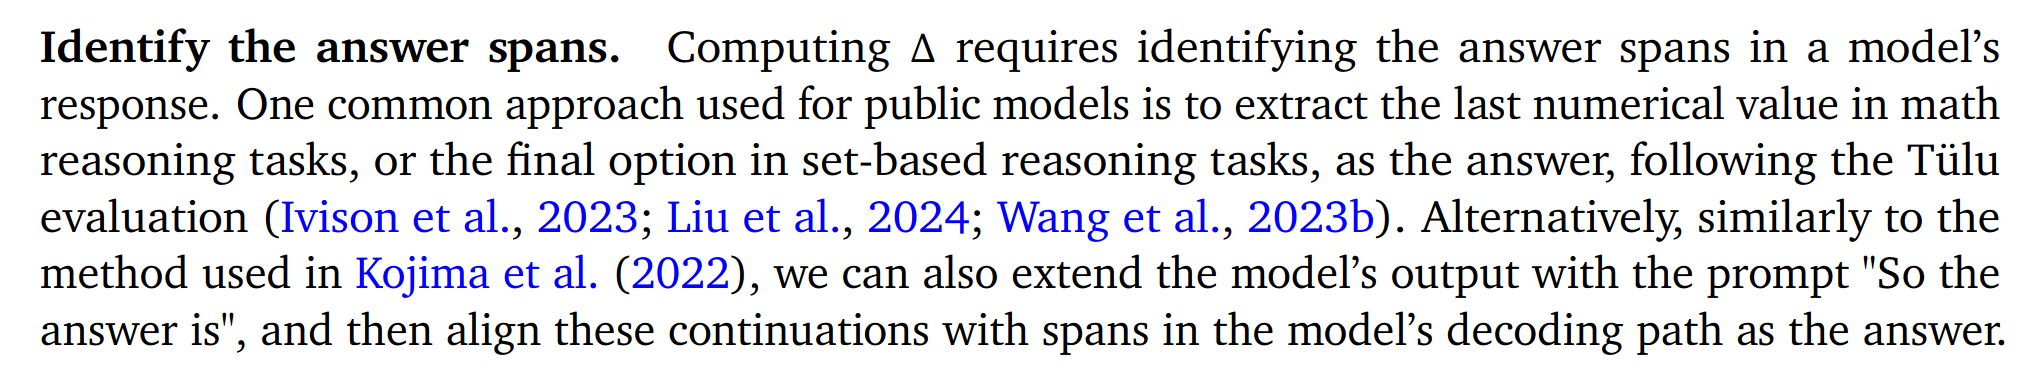 Identify the answer spans. Computing Δ requires identifying the answer spans in a model’s
response. One common approach used for public models is to extract the last numerical value in math
reasoning tasks, or the final option in set-based reasoning tasks, as the answer, following the Tülu
evaluation (Ivison et al., 2023; Liu et al., 2024; Wang et al., 2023b). Alternatively, similarly to the
method used in Kojima et al. (2022), we can also extend the model’s output with the prompt "So the
answer is", and then align these continuations with spans in the model’s decoding path as the answer.